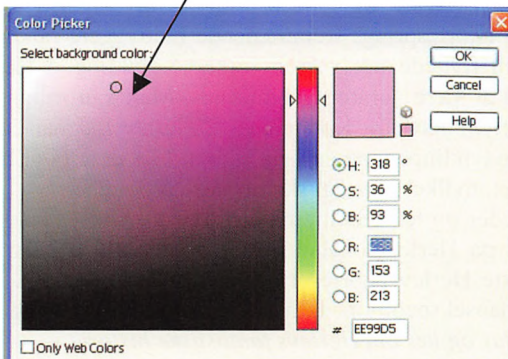 Color Picker
Select background color:
OK
Cancel
Help
H: 318 °
S: 36 %
B: 93 %
R: 238
G: 153
B: 213
# EE99D5
Only Web Colors